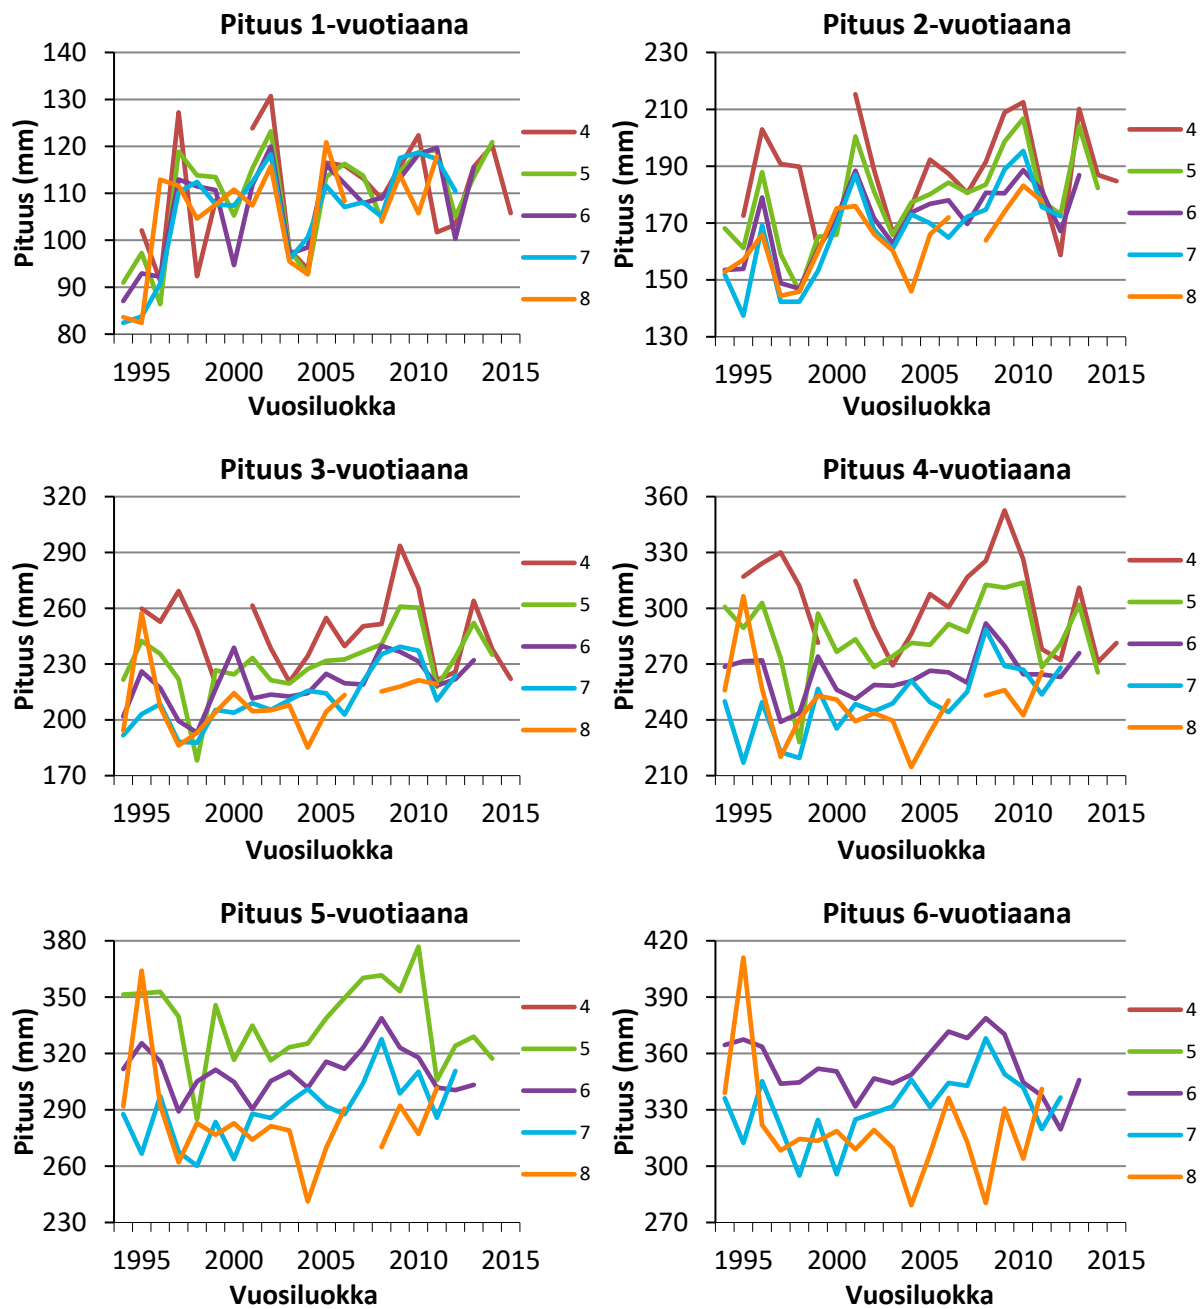 Pituus 1-vuotiaana
Pituus (mm)
140
130
120
110
100
90
80
1995 2000 2005 2010 2015
Vuosiluokka
4
5
6
7
8
Pituus 2-vuotiaana
Pituus (mm)
230
210
190
170
150
130
1995 2000 2005 2010 2015
Vuosiluokka
4
5
6
7
8
Pituus 3-vuotiaana
Pituus (mm)
320
290
260
230
200
170
1995 2000 2005 2010 2015
Vuosiluokka
4
5
6
7
8
Pituus 4-vuotiaana
Pituus (mm)
360
330
300
270
240
210
1995 2000 2005 2010 2015
Vuosiluokka
4
5
6
7
8
Pituus 5-vuotiaana
Pituus (mm)
380
350
320
290
260
230
1995 2000 2005 2010 2015
Vuosiluokka
4
5
6
7
8
Pituus 6-vuotiaana
Pituus (mm)
420
390
360
330
300
270
1995 2000 2005 2010 2015
Vuosiluokka
4
5
6
7
8